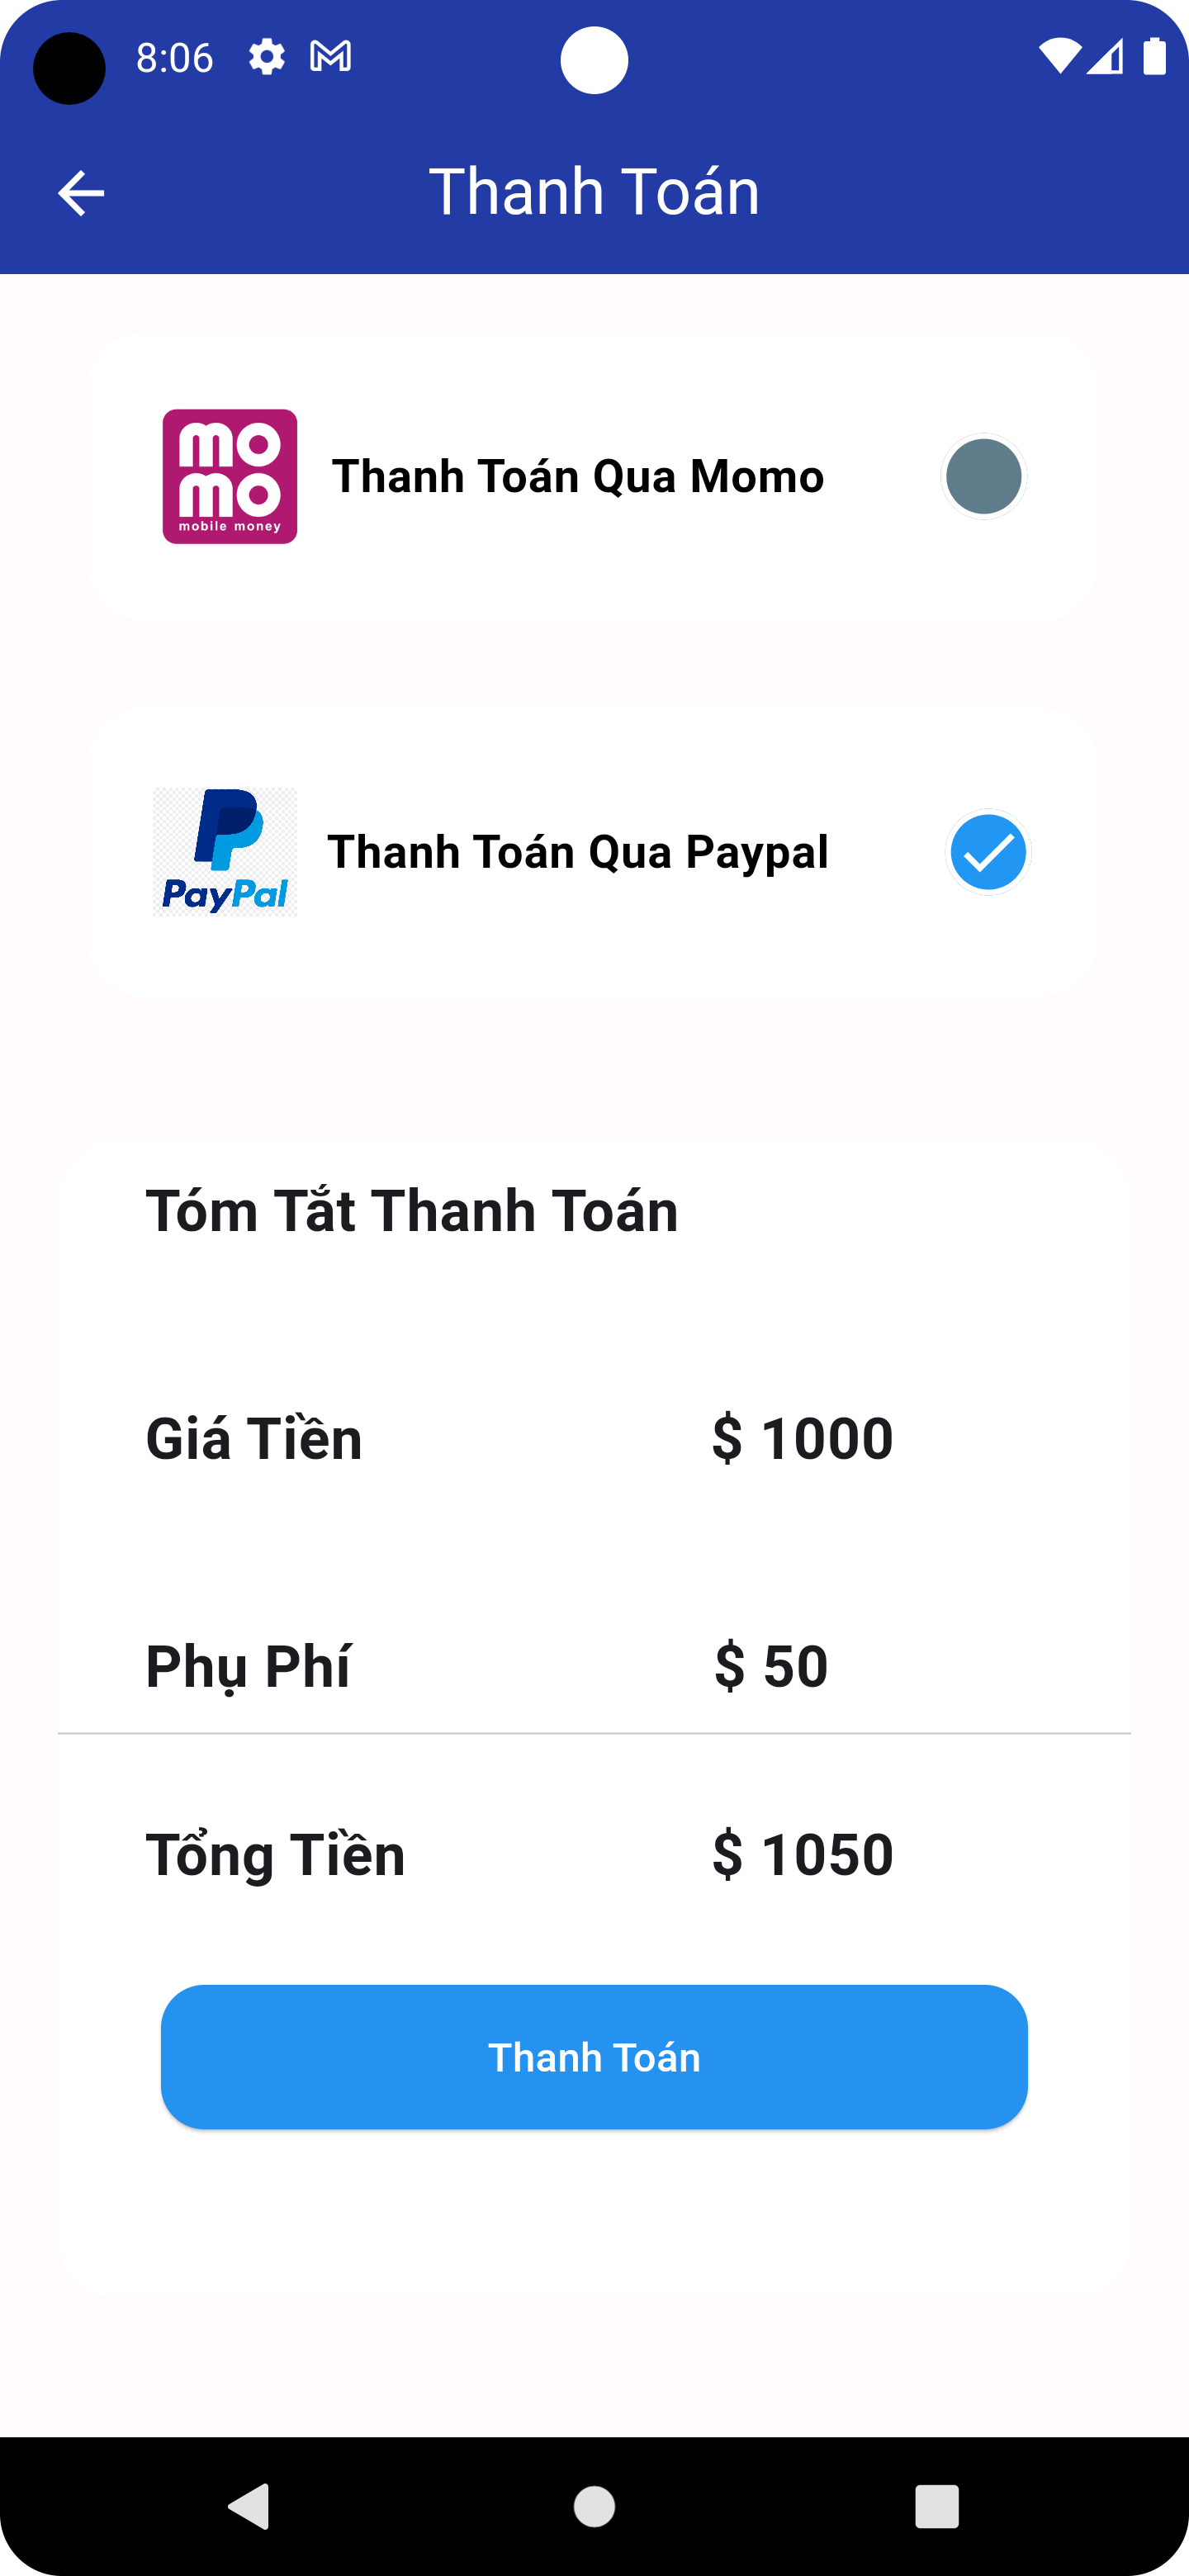 8:06
Thanh Toán
mo
mo
mobile money
Thanh Toán Qua Momo
PayPal
Thanh Toán Qua Paypal
Tóm Tắt Thanh Toán
Giá Tiền $ 1000
Phụ Phí $ 50
Tổng Tiền $ 1050
Thanh Toán